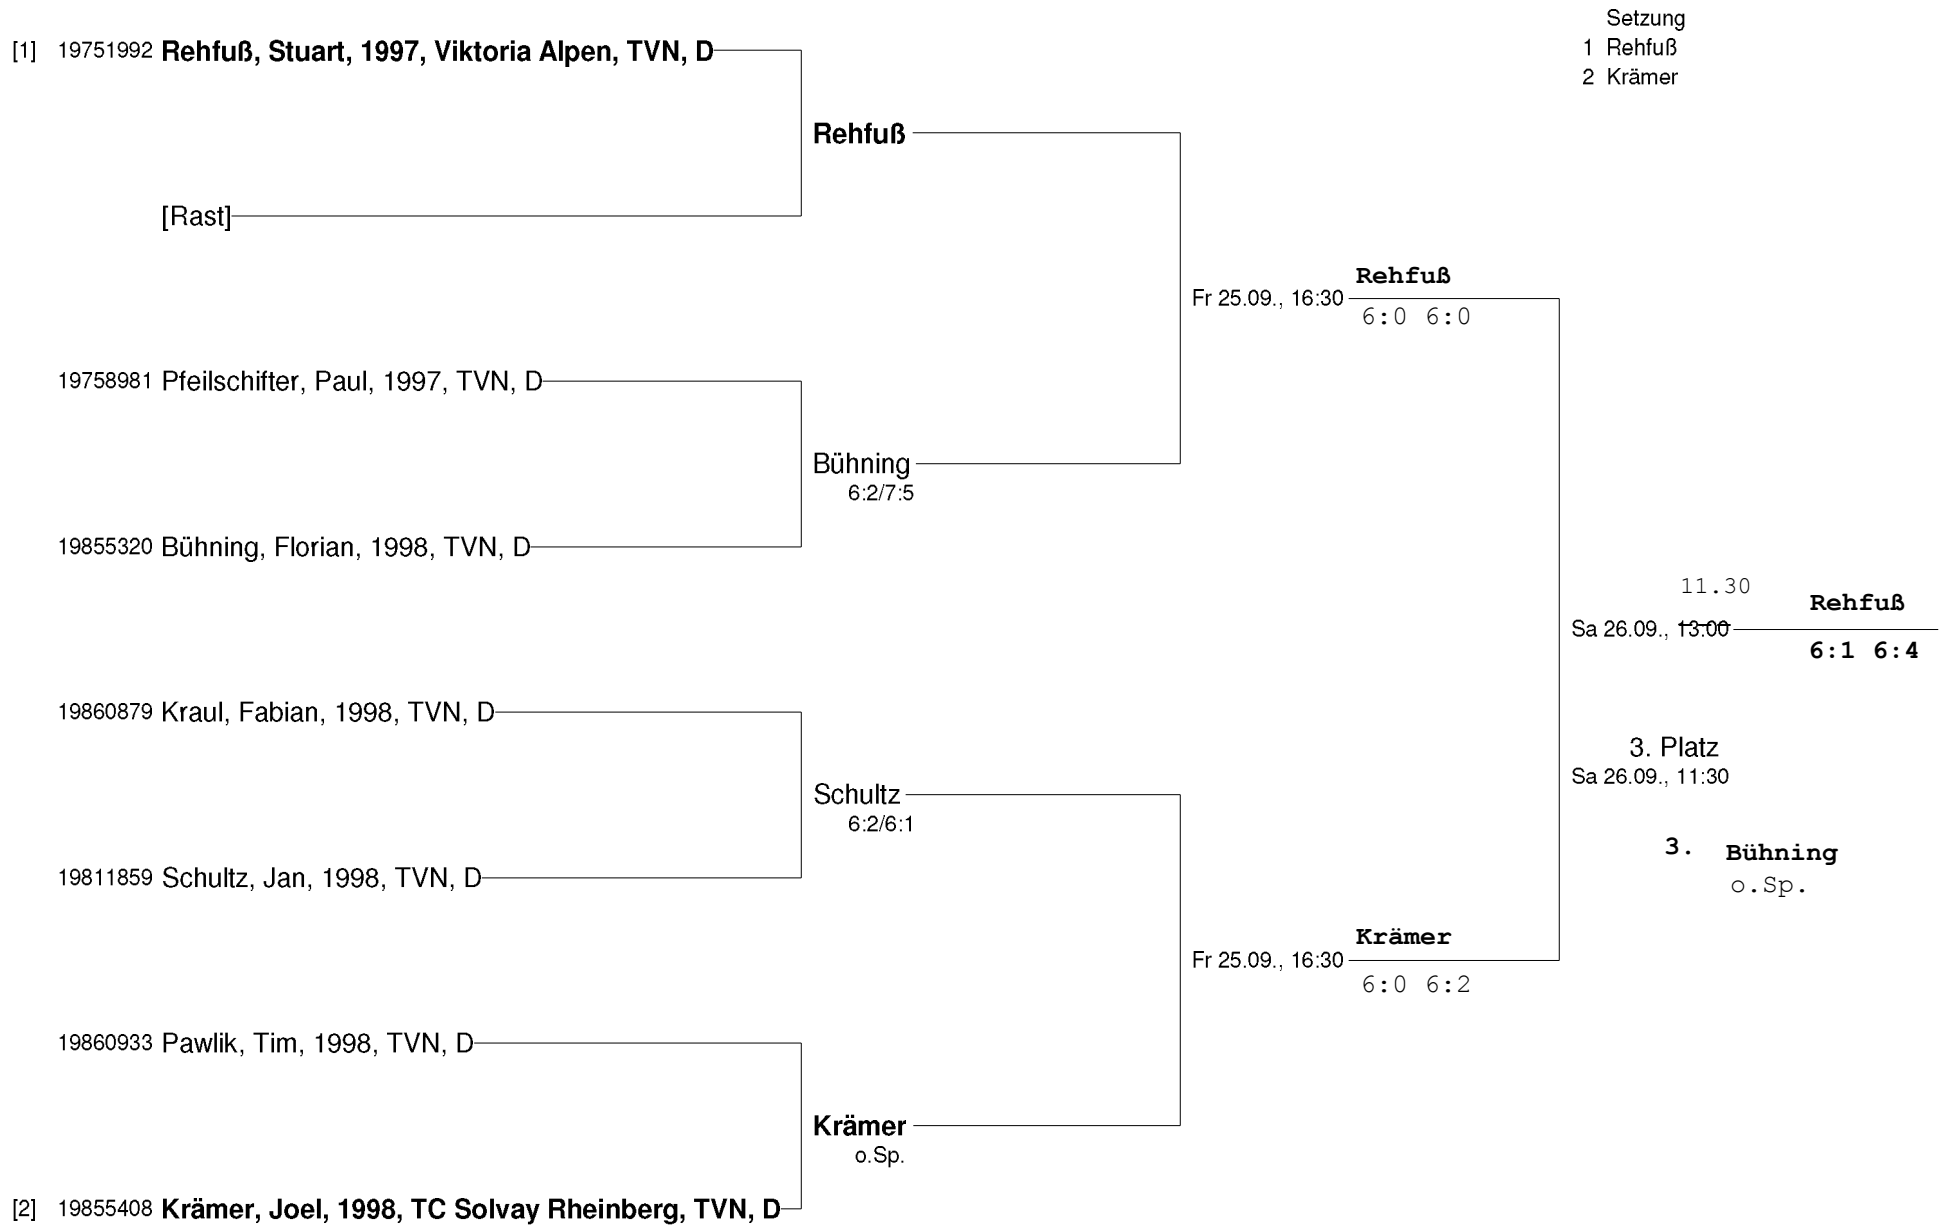 Setzung
1 Rehfuß
2 Krämer
[1] 19751992 Rehfuß, Stuart, 1997, Viktoria Alpen, TVN, D
Rehfuß
[Rast]
Rehfuß
Fr 25.09., 16:30
6:0 6:0
19758981 Pfeilschifter, Paul, 1997, TVN, D
Bühning
6:2/7:5
19855320 Bühning, Florian, 1998, TVN, D
11.30
Rehfuß
Sa 26.09., 13:00
6:1 6:4
19860879 Kraul, Fabian, 1998, TVN, D
3. Platz
Sa 26.09., 11:30
Schultz
6:2/6:1
3. Bühning
o.Sp.
19811859 Schultz, Jan, 1998, TVN, D
Krämer
Fr 25.09., 16:30
6:0 6:2
19860933 Pawlik, Tim, 1998, TVN, D
Krämer
o.Sp.
[2] 19855408 Krämer, Joel, 1998, TC Solvay Rheinberg, TVN, D